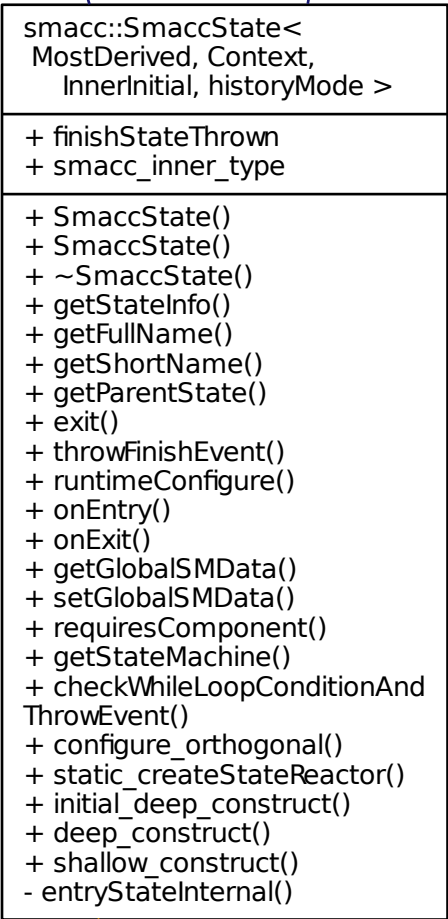 smacc::SmaccState<
MostDerived, Context,
InnerInitial, historyMode >
+ finishStateThrown
+ smacc_inner_type
+ SmaccState()
+ SmaccState()
+ ~SmaccState()
+ getStateInfo()
+ getFullName()
+ getShortName()
+ getParentState()
+ exit()
+ throwFinishEvent()
+ runtimeConfigure()
+ onEntry()
+ onExit()
+ getGlobalSMData()
+ setGlobalSMData()
+ requiresComponent()
+ getStateMachine()
+ checkWhileLoopConditionAnd
ThrowEvent()
+ configure_orthogonal()
+ static_createStateReactor()
+ initial_deep_construct()
+ deep_construct()
+ shallow_construct()
- entryStateInternal()